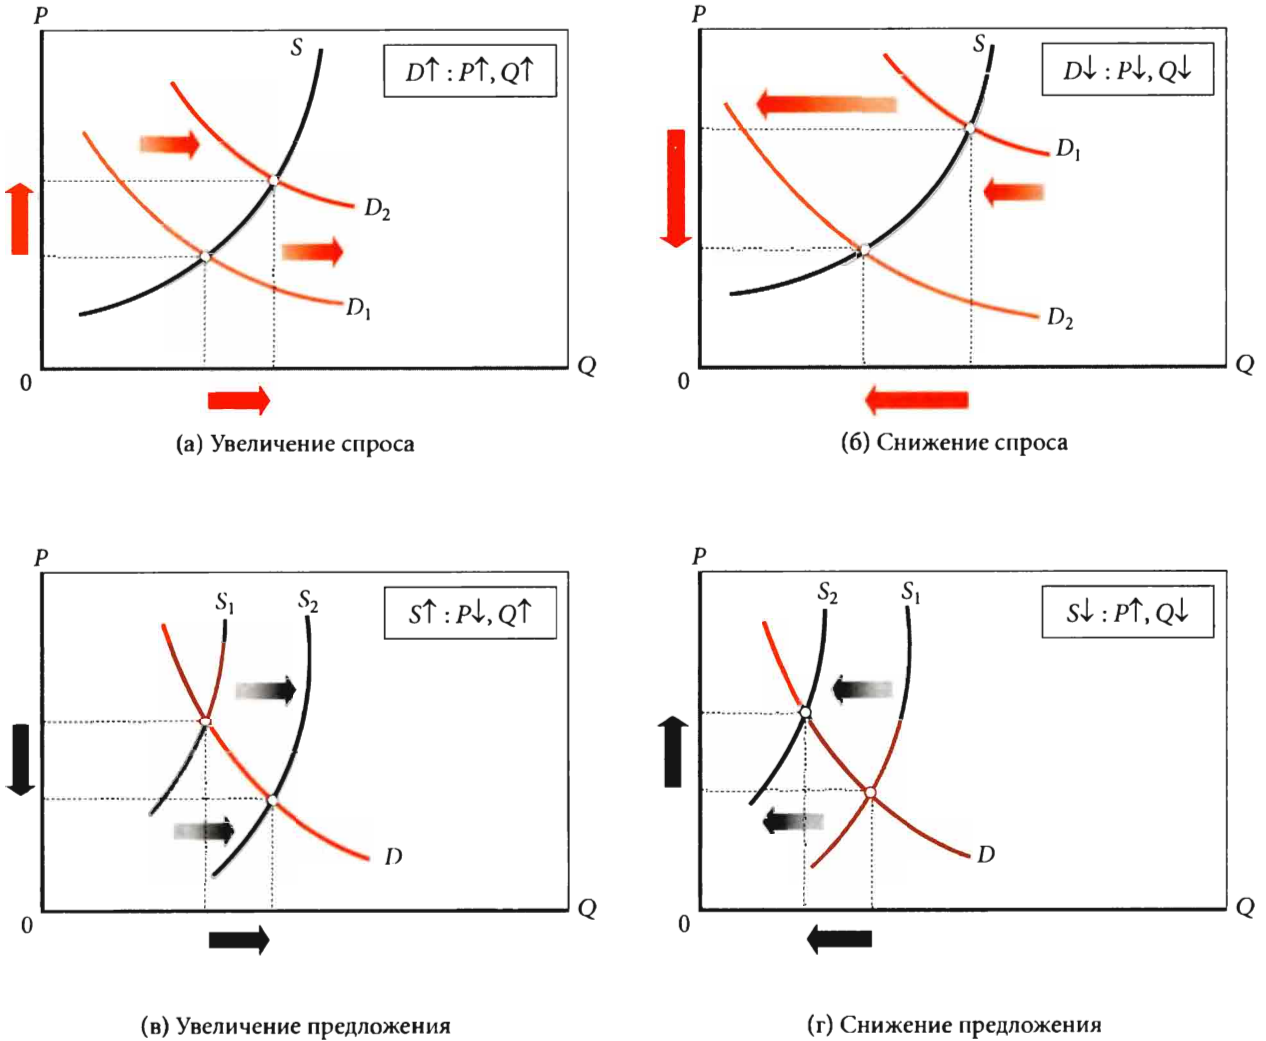 P
S
D↑ : P↑, Q↑
D₂
D₁
0
Q
(а) Увеличение спроса
P
S
D↓ : P↓, Q↓
D₁
D₂
0
Q
(б) Снижение спроса
P
S₁
S₂
S↑ : P↓, Q↑
D
0
Q
(в) Увеличение предложения
P
S₂
S₁
S↓ : P↑, Q↓
D
0
Q
(г) Снижение предложения